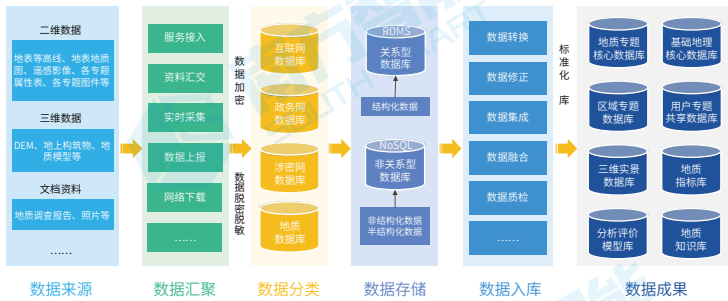 二维数据
地表等高线、地表地质
图、遥感影像、各专题
属性表、各专题图件等
三维数据
DEM、地上构筑物、地
质模型等
文档资料
地质调查报告、照片等
……
数据来源
服务接入
资料汇交
实时采集
数据上报
网络下载
……
数据汇聚
数据加密
数据脱密脱敏
互联网
数据库
政务网
数据库
涉密网
数据库
地质
数据库
数据分类
RDMS
关系型
数据库
结构化数据
NoSQL
非关系型
数据库
非结构化数据
半结构化数据
数据存储
数据转换
数据修正
数据集成
数据融合
数据质检
……
数据入库
标准化 库
地质专题
核心数据库
基础地理
核心数据库
区域专题
数据库
用户专题
共享数据库
三维实景
数据库
地质
指标库
分析评价
模型库
地质
知识库
数据成果